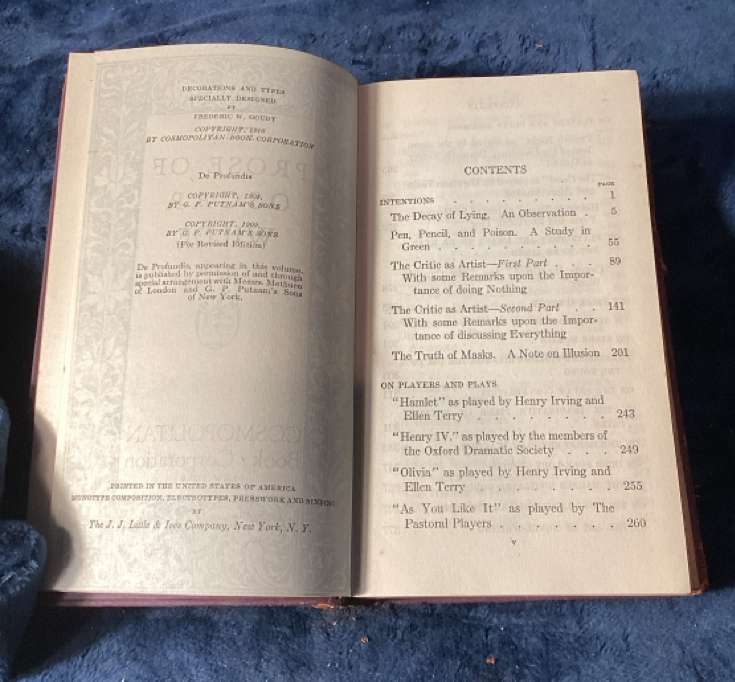 DECORATIONS AND TYPES
SPECIALLY DESIGNED
BY
FREDERIC W. GOUDY
COPYRIGHT, 1916
BY COSMOPOLITAN BOOK CORPORATION
De Profundis
COPYRIGHT,
BY G. P. PUTNAM'S SONS
COPYRIGHT, 1909,
BY G. P. PUTNAM'S SONS
(For Revised Edition)
De Profundis, appearing in this volume,
is published by permission of and through
special arrangement with Messrs. Methuen
of London and G. P. Putnam's Sons
of New York.
PRINTED IN THE UNITED STATES OF AMERICA
MONOTYPE COMPOSITION, ELECTROTYPES, PRESSWORK AND BINDING
BY
The J. J. Little & Ives Company, New York, N. Y.
CONTENTS
PAGE
INTENTIONS . . . . . . . . . 1
The Decay of Lying. An Observation . 5
Pen, Pencil, and Poison. A Study in
Green . . . . . . . . . . 55
The Critic as Artist—First Part . . . 89
With some Remarks upon the Impor-
tance of doing Nothing
The Critic as Artist—Second Part . . 141
With some Remarks upon the Impor-
tance of discussing Everything
The Truth of Masks. A Note on Illusion 201
ON PLAYERS AND PLAYS
"Hamlet" as played by Henry Irving and
Ellen Terry . . . . . . . . 243
"Henry IV." as played by the members of
the Oxford Dramatic Society . . . 249
"Olivia" as played by Henry Irving and
Ellen Terry . . . . . . . . 255
"As You Like It" as played by The
Pastoral Players . . . . . . . 260
v